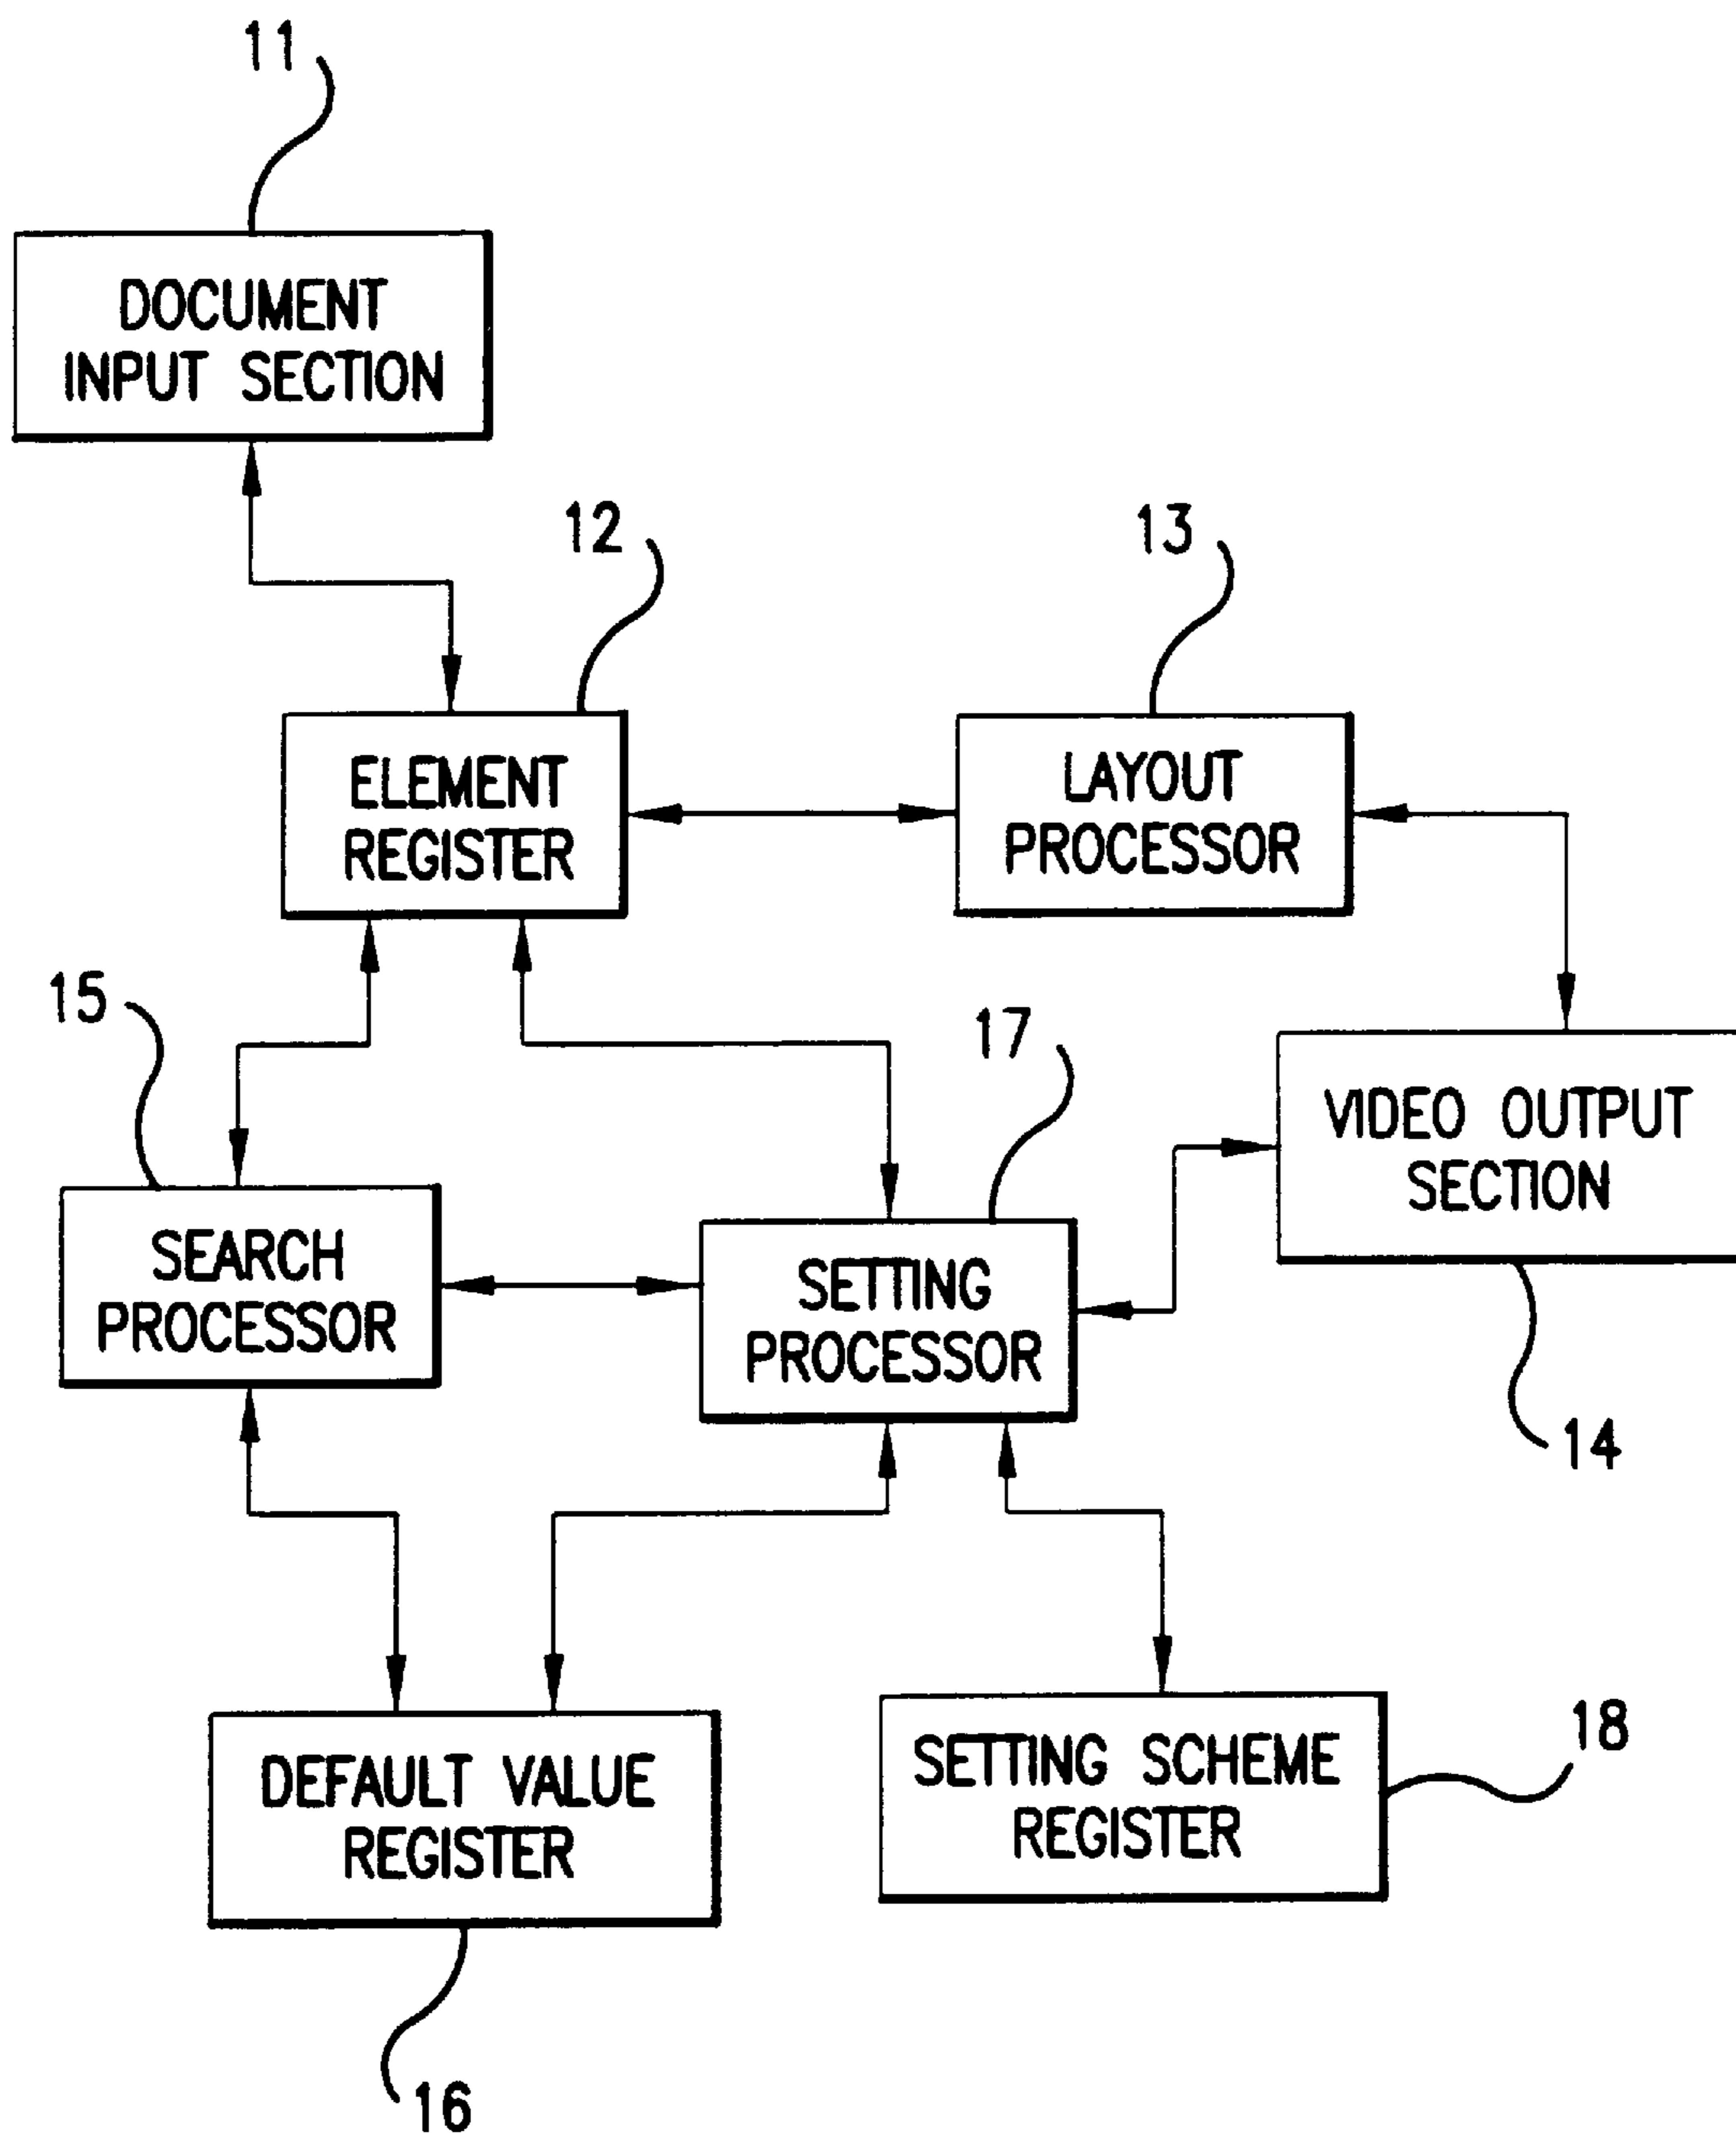 11
DOCUMENT
INPUT SECTION
12
13
ELEMENT
REGISTER
LAYOUT
PROCESSOR
15
17
VIDEO OUTPUT
SECTION
SEARCH
PROCESSOR
SETTING
PROCESSOR
14
DEFAULT VALUE
REGISTER
SETTING SCHEME
REGISTER
18
16